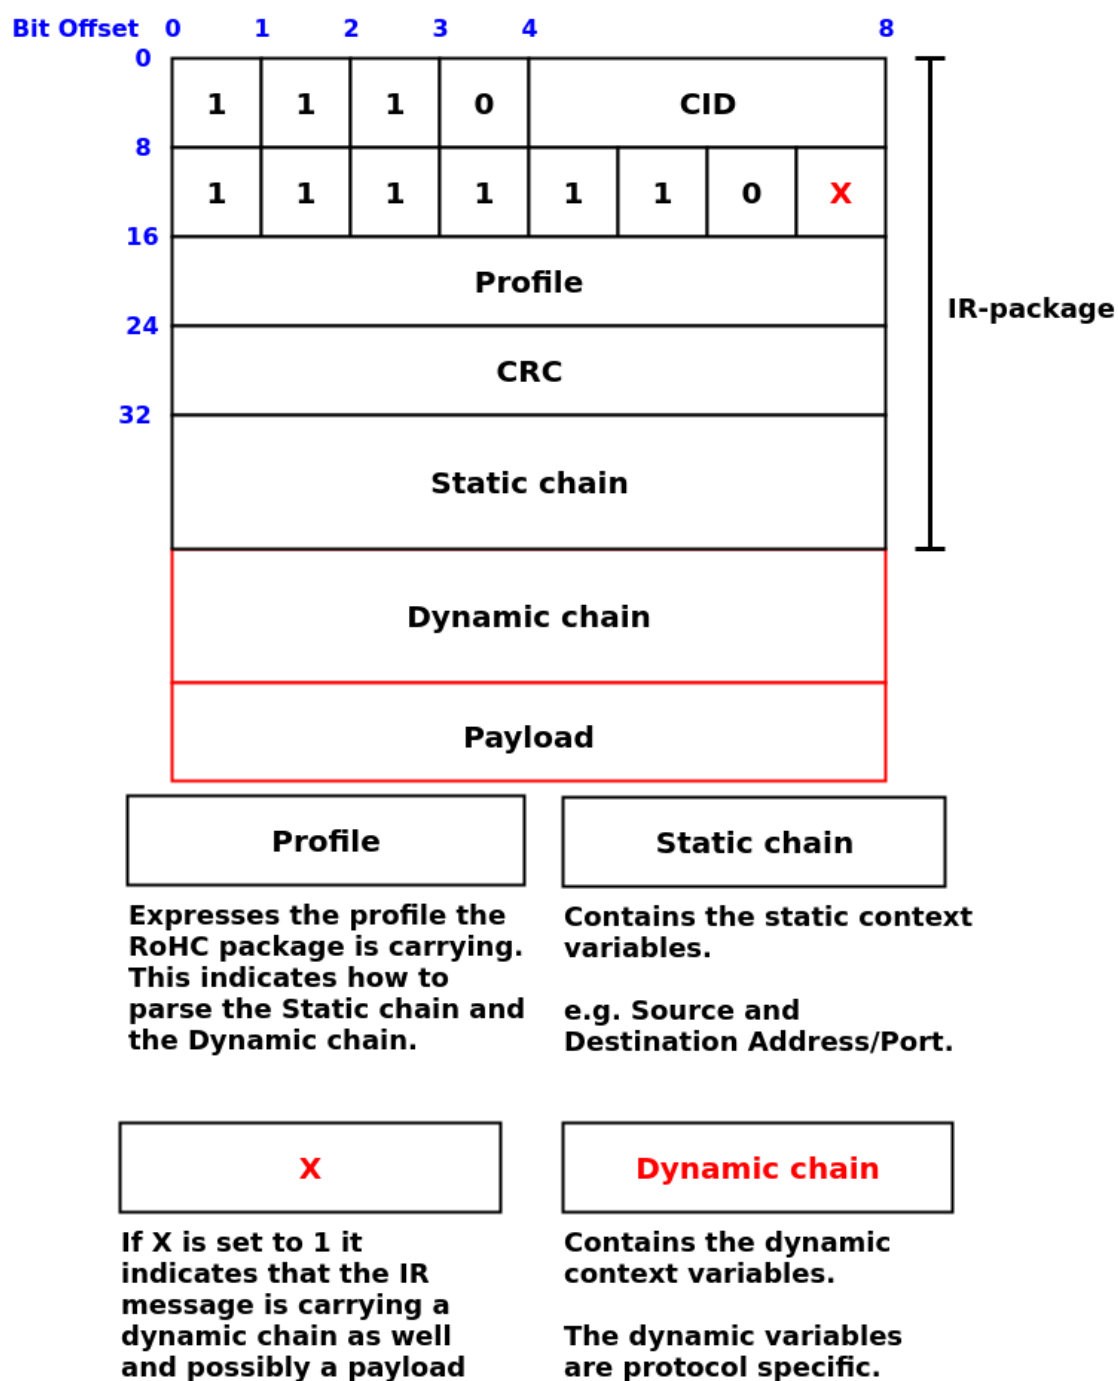 Bit Offset 0 1 2 3 4 8
0
1 1 1 0 CID
8
1 1 1 1 1 1 0 X
16
Profile
24
IR-package
CRC
32
Static chain
Dynamic chain
Payload
Profile
Expresses the profile the
RoHC package is carrying.
This indicates how to
parse the Static chain and
the Dynamic chain.
Static chain
Contains the static context
variables.
e.g. Source and
Destination Address/Port.
X
If X is set to 1 it
indicates that the IR
message is carrying a
dynamic chain as well
and possibly a payload
Dynamic chain
Contains the dynamic
context variables.
The dynamic variables
are protocol specific.